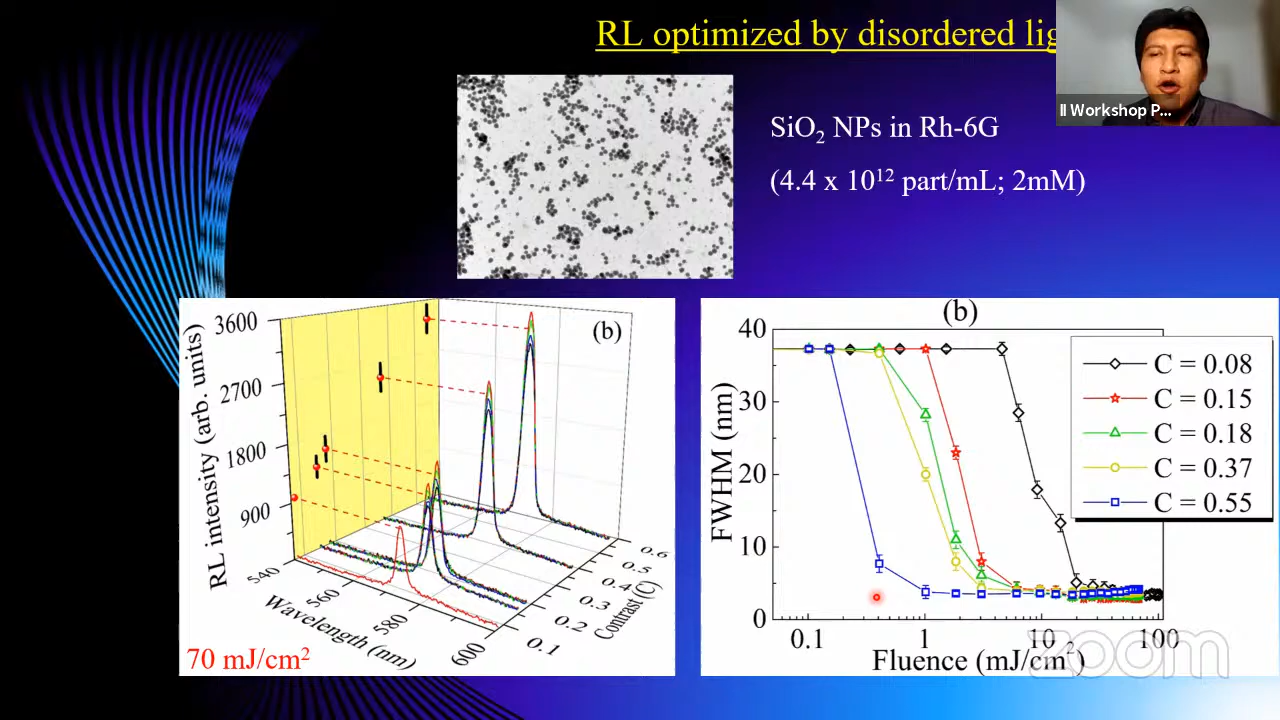 RL optimized by disordered lig
II Workshop P...
SiO₂ NPs in Rh-6G
(4.4 x 10¹² part/mL; 2mM)
(b)
RL intensity (arb. units)
3600
2700
1800
900
540
560
580
600
Wavelength (nm)
0.1
0.2
0.3
0.4
0.5
0.6
Contrast (C)
70 mJ/cm²
(b)
FWHM (nm)
40
30
20
10
0
0.1
1
10
100
Fluence (mJ/cm²)
C = 0.08
C = 0.15
C = 0.18
C = 0.37
C = 0.55
zoom